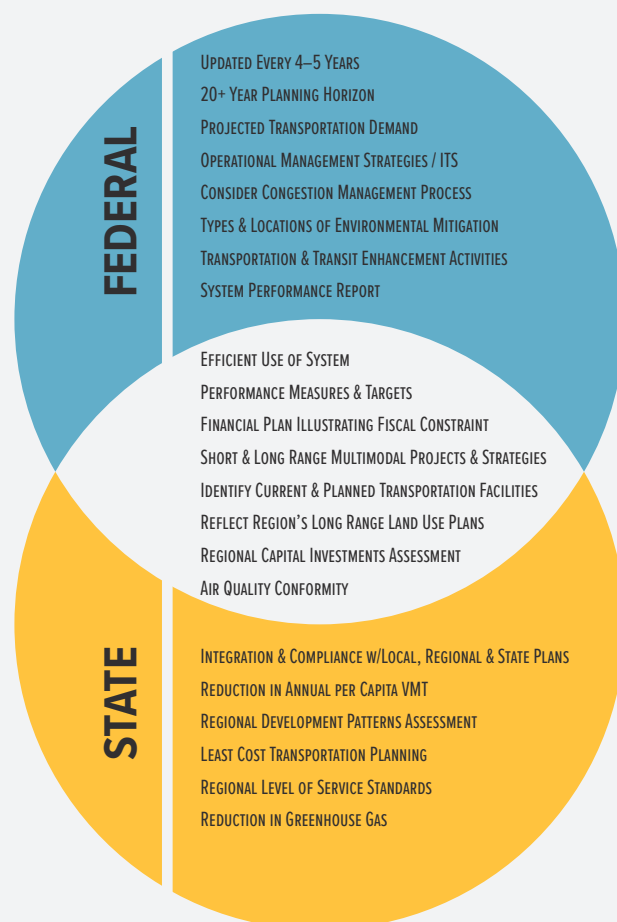 FEDERAL
Updated Every 4–5 Years
20+ Year Planning Horizon
Projected Transportation Demand
Operational Management Strategies / ITS
Consider Congestion Management Process
Types & Locations of Environmental Mitigation
Transportation & Transit Enhancement Activities
System Performance Report
Efficient Use of System
Performance Measures & Targets
Financial Plan Illustrating Fiscal Constraint
Short & Long Range Multimodal Projects & Strategies
Identify Current & Planned Transportation Facilities
Reflect Region's Long Range Land Use Plans
Regional Capital Investments Assessment
Air Quality Conformity
STATE
Integration & Compliance w/Local, Regional & State Plans
Reduction in Annual per Capita VMT
Regional Development Patterns Assessment
Least Cost Transportation Planning
Regional Level of Service Standards
Reduction in Greenhouse Gas